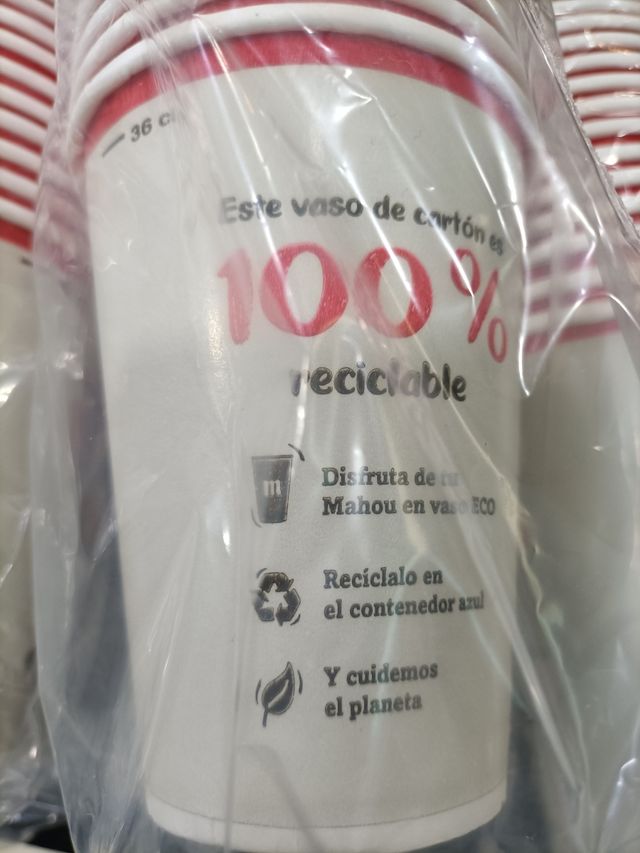 36 c
Este vaso de cartón es
100%
reciclable
m
Disfruta de tu
Mahou en vaso ECO
Recíclalo en
el contenedor azul
Y cuidemos
el planeta